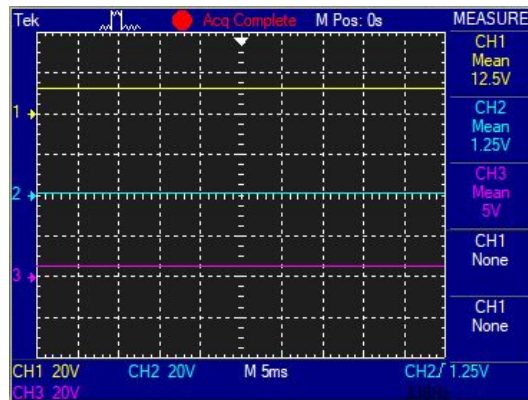 Tek Acq Complete M Pos: 0s MEASURE
CH1
Mean
12.5V
CH2
Mean
1.25V
CH3
Mean
5V
CH1
None
CH1
None
1
2
3
CH1 20V CH2 20V M 5ms CH2 1.25V
CH3 20V